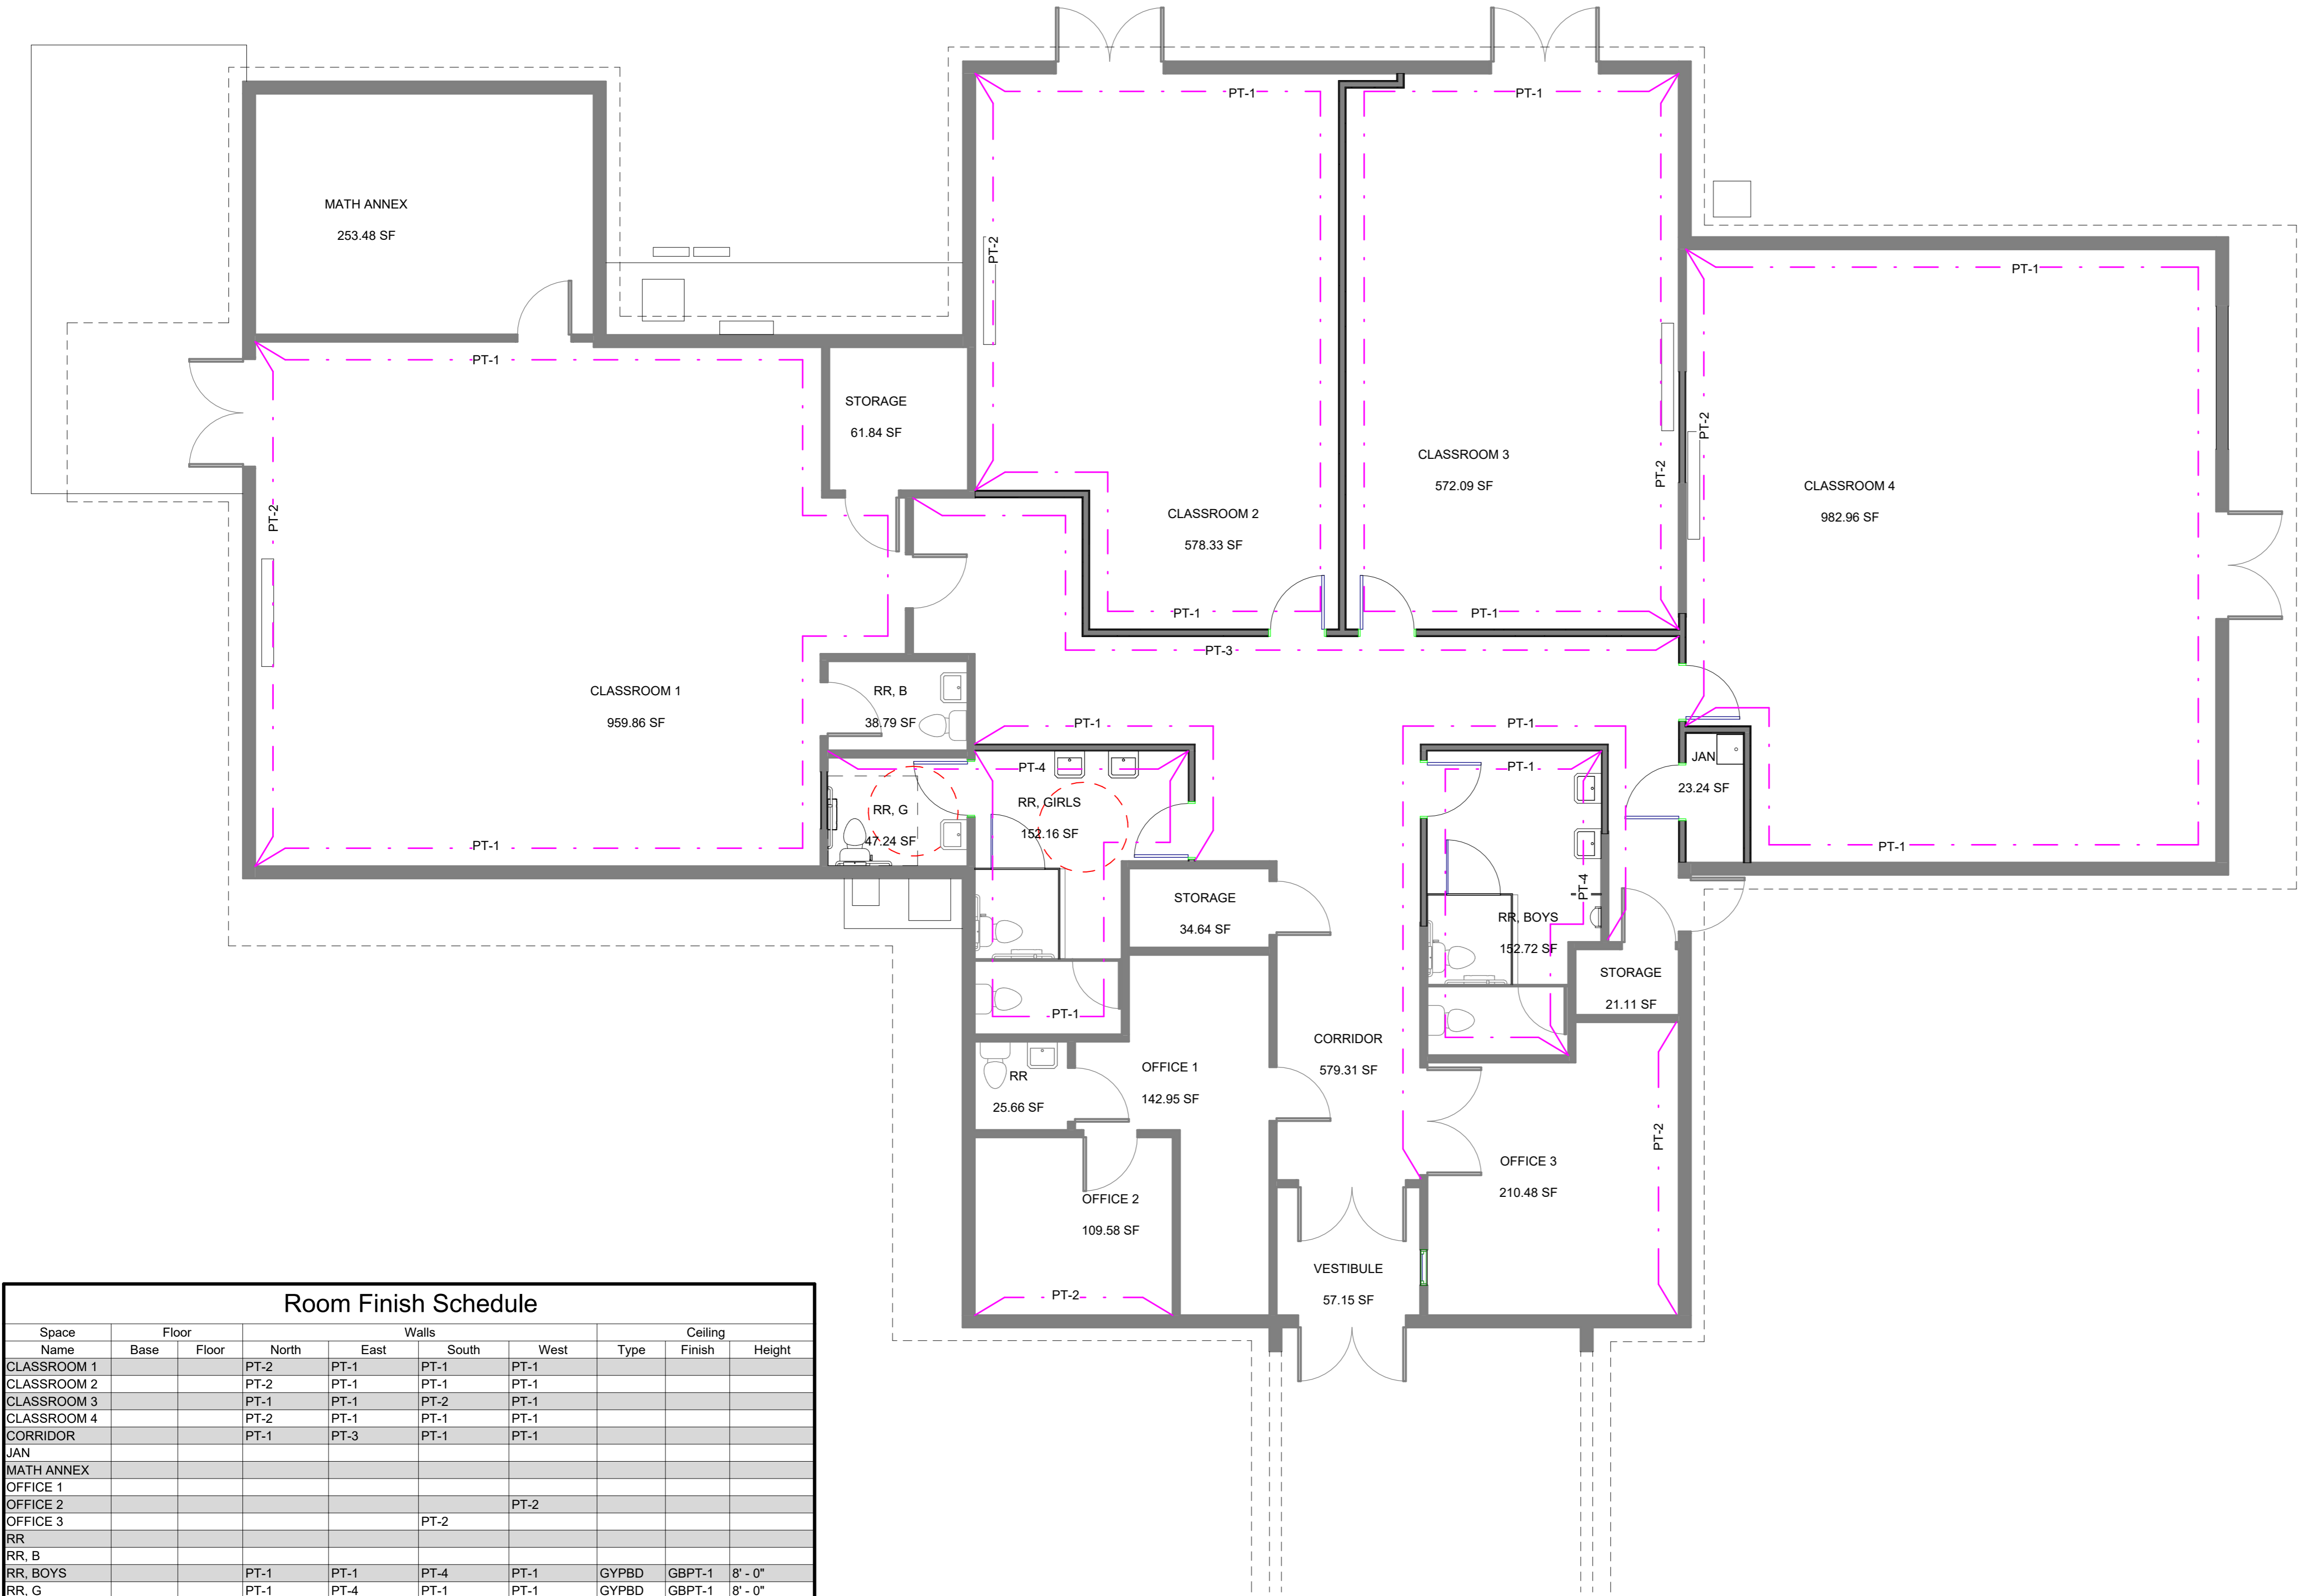 PT-1
PT-1
MATH ANNEX
253.48 SF
PT-2
PT-1
PT-1
STORAGE
61.84 SF
PT-2
CLASSROOM 3
572.09 SF
PT-2
CLASSROOM 4
982.96 SF
PT-2
CLASSROOM 2
578.33 SF
PT-1
PT-1
PT-3
CLASSROOM 1
959.86 SF
RR, B
38.79 SF
PT-1
PT-1
PT-4
PT-1
JAN
23.24 SF
RR, G
47.24 SF
RR, GIRLS
152.16 SF
PT-1
PT-1
PT-4
STORAGE
34.64 SF
RR, BOYS
152.72 SF
STORAGE
21.11 SF
PT-1
CORRIDOR
579.31 SF
OFFICE 1
142.95 SF
RR
25.66 SF
PT-2
OFFICE 3
210.48 SF
OFFICE 2
109.58 SF
VESTIBULE
57.15 SF
PT-2
Room Finish Schedule
Space Floor Walls Ceiling
Name Base Floor North East South West Type Finish Height
CLASSROOM 1 PT-2 PT-1 PT-1 PT-1
CLASSROOM 2 PT-2 PT-1 PT-1 PT-1
CLASSROOM 3 PT-1 PT-1 PT-2 PT-1
CLASSROOM 4 PT-2 PT-1 PT-1 PT-1
CORRIDOR PT-1 PT-3 PT-1 PT-1
JAN
MATH ANNEX
OFFICE 1
OFFICE 2 PT-2
OFFICE 3 PT-2
RR
RR, B
RR, BOYS PT-1 PT-1 PT-4 PT-1 GYPBD GBPT-1 8' - 0"
RR, G PT-1 PT-4 PT-1 PT-1 GYPBD GBPT-1 8' - 0"